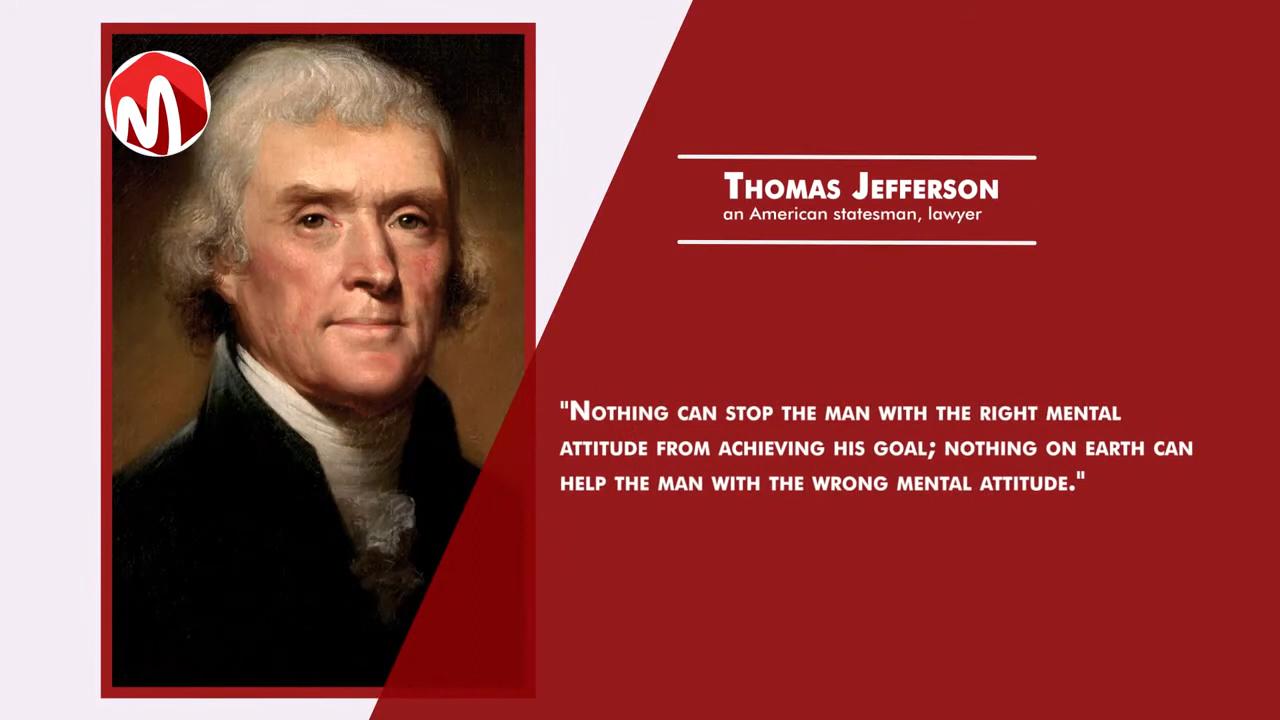 M
THOMAS JEFFERSON
an American statesman, lawyer
"NOTHING CAN STOP THE MAN WITH THE RIGHT MENTAL
ATTITUDE FROM ACHIEVING HIS GOAL; NOTHING ON EARTH CAN
HELP THE MAN WITH THE WRONG MENTAL ATTITUDE."